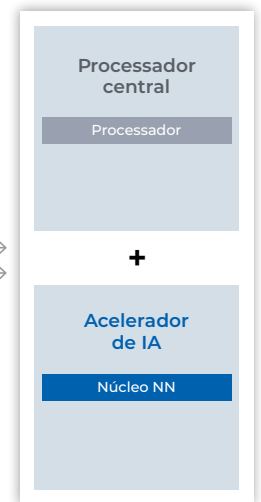 Processador
central
Processador
+
Acelerador
de IA
Núcleo NN